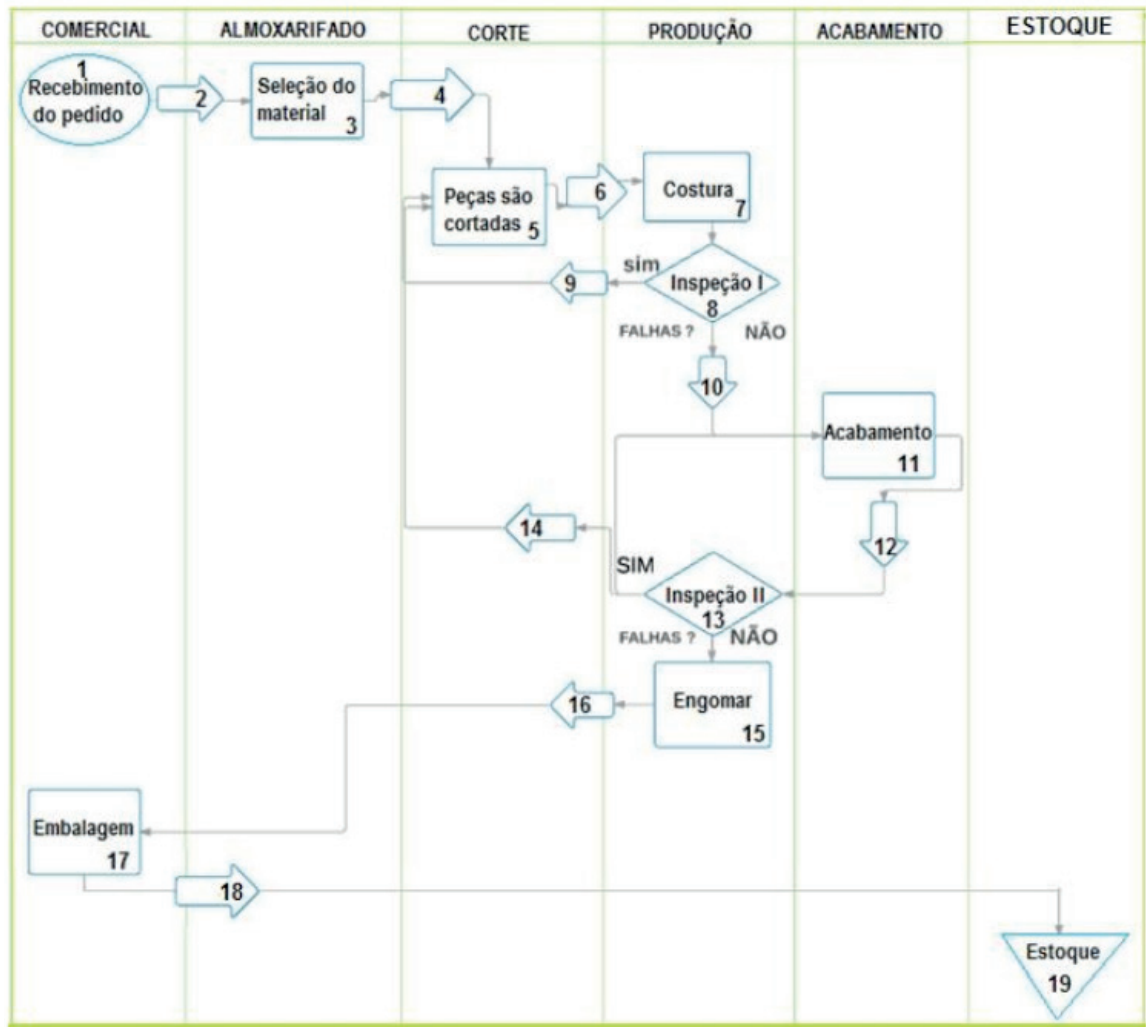 COMERCIAL
ALMOXARIFADO
CORTE
PRODUÇÃO
ACABAMENTO
ESTOQUE
1
Recebimento
do pedido
2
Seleção do
material
3
4
Peças são
cortadas
5
6
Costura
7
sim
Inspeção I
8
9
FALHAS ?
NÃO
10
Acabamento
11
12
14
SIM
Inspeção II
13
FALHAS ?
NÃO
Engomar
15
16
Embalagem
17
18
Estoque
19